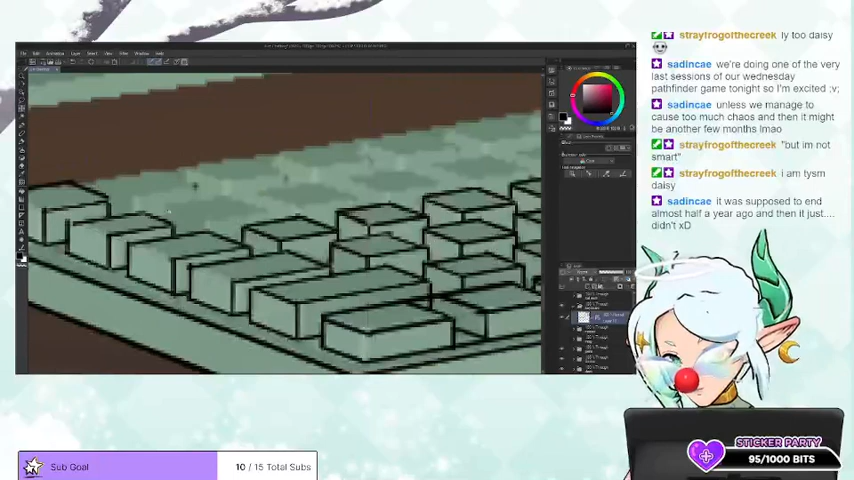 strayfrogofthecreek ly too daisy
sadincae we're doing one of the very
last sessions of our wednesday
pathfinder game tonight so I'm excited :v;
sadincae unless we manage to
cause too much chaos and then it might
be another few months lmao
strayfrogofthecreek "but im not
smart"
strayfrogofthecreek i am tysm
daisy
sadincae it was supposed to end
almost half a year ago and then it just....
didn't xD
STICKER PARTY
95/1000 BITS
Sub Goal
10 / 15 Total Subs